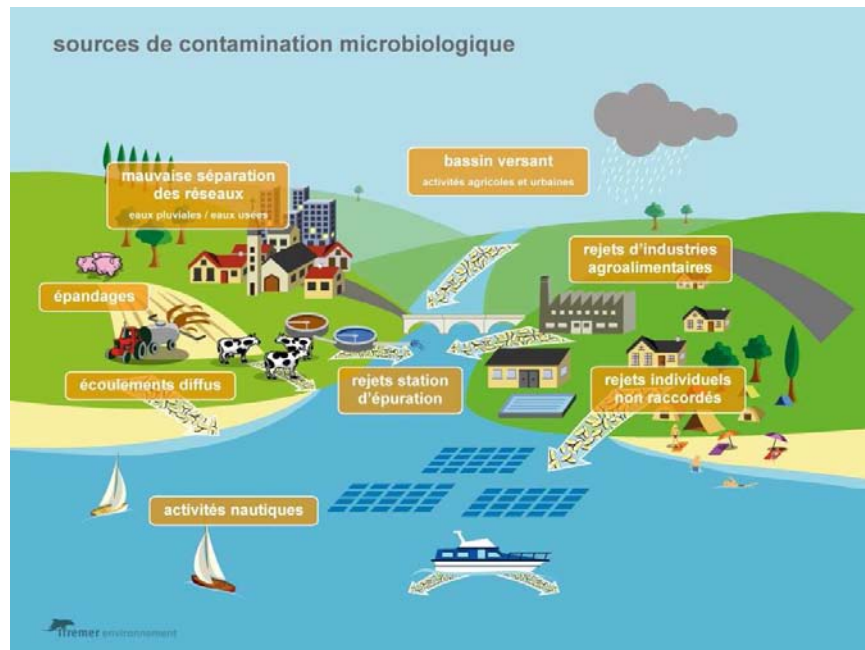 sources de contamination microbiologique
mauvaise séparation
des réseaux
eaux pluviales / eaux usées
bassin versant
activités agricoles et urbaines
rejets d'industries
agroalimentaires
épandages
écoulements diffus
rejets station
d'épuration
rejets individuels
non raccordés
activités nautiques
ifremer environnement